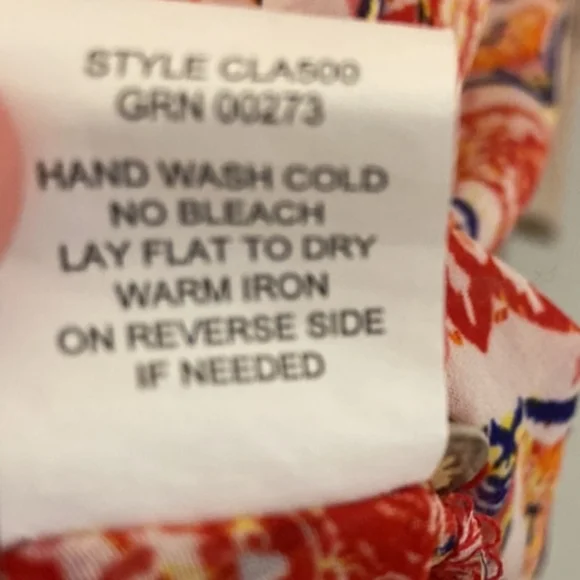 STYLE CLA500
GRN 00273
HAND WASH COLD
NO BLEACH
LAY FLAT TO DRY
WARM IRON
ON REVERSE SIDE
IF NEEDED